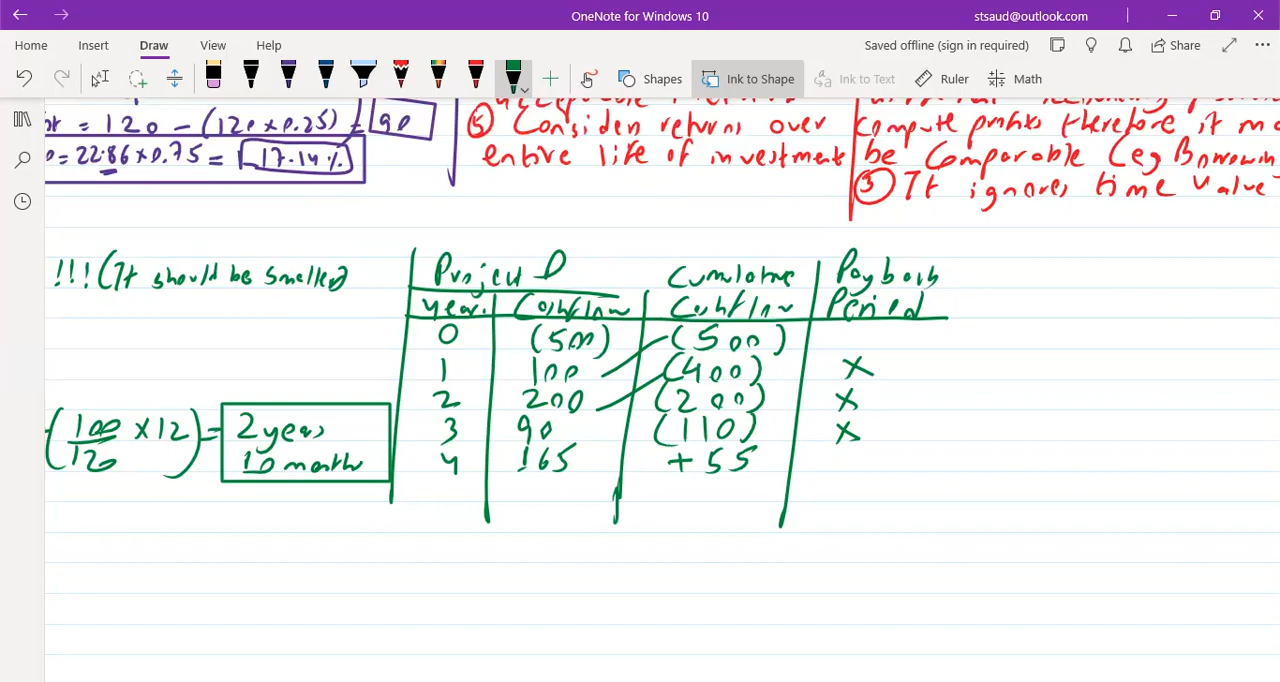 OneNote for Windows 10
stsaud@outlook.com
Home Insert Draw View Help
Saved offline (sign in required)
Share
Shapes
Ink to Shape
Ink to Text
Ruler
Math
= 120 - (120 x 0.25) = 90
= 22.86 x 0.75 = 17.14%
⑤ Consider returns over
entire life of investment
compute profits therefore it
be Comparable (eg Borrowin
③ It ignores time value
!!! (It should be smaller)
Project D
Cumulative
Payback
year. Cashflow Cashflow Period
0 (500) (500)
1 100 (400) X
2 200 (200) X
3 90 (110) X
4 165 + 55
(100/120 x 12) = 2 years
10 months